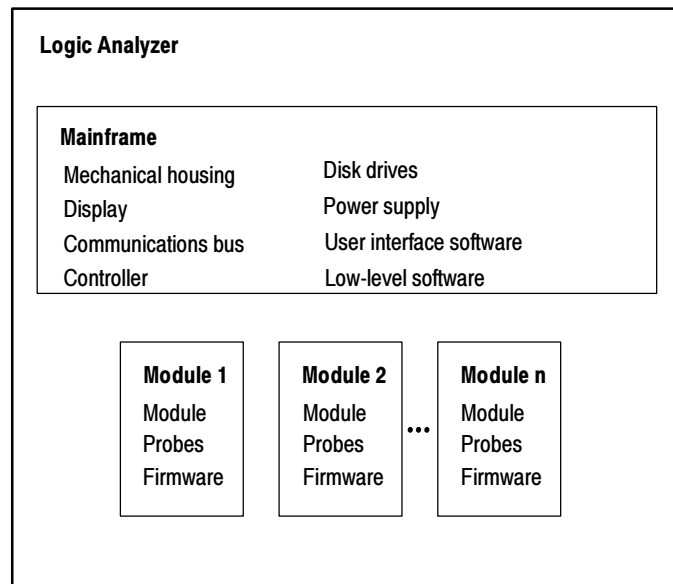 Logic Analyzer
Mainframe
Mechanical housing
Display
Communications bus
Controller
Disk drives
Power supply
User interface software
Low-level software
Module 1
Module
Probes
Firmware
Module 2
Module
Probes
Firmware
...
Module n
Module
Probes
Firmware